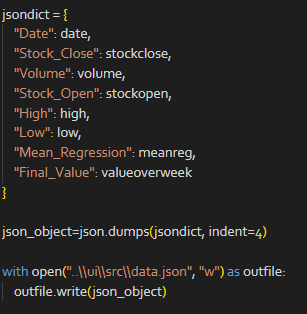 jsondict = {
    "Date": date,
    "Stock_Close": stockclose,
    "Volume": volume,
    "Stock_Open": stockopen,
    "High": high,
    "Low": low,
    "Mean_Regression": meanreg,
    "Final_Value": valueoverweek
}
json_object=json.dumps(jsondict, indent=4)
with open("..\\ui\\src\\data.json", "w") as outfile:
    outfile.write(json_object)